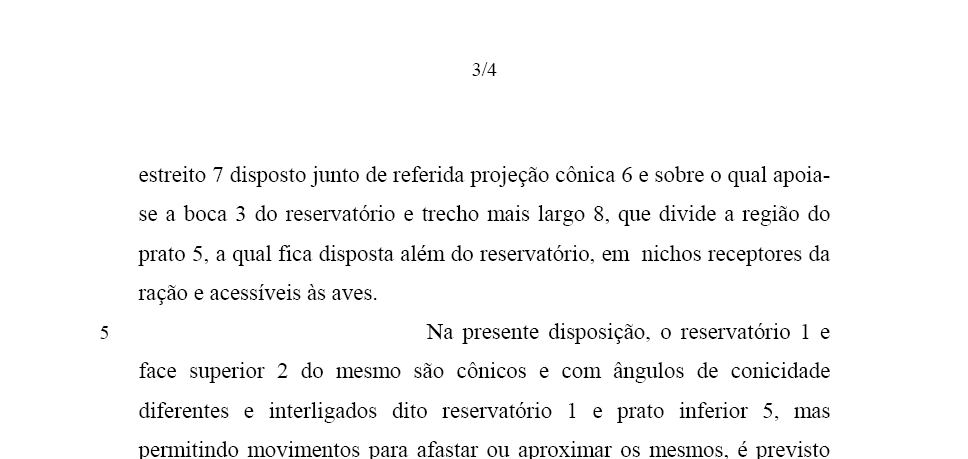 3/4
estreito 7 disposto junto de referida projeção cônica 6 e sobre o qual apoia-
se a boca 3 do reservatório e trecho mais largo 8, que divide a região do
prato 5, a qual fica disposta além do reservatório, em nichos receptores da
ração e acessíveis às aves.
5 Na presente disposição, o reservatório 1 e
face superior 2 do mesmo são cônicos e com ângulos de conicidade
diferentes e interligados dito reservatório 1 e prato inferior 5, mas
permitindo movimentos para afastar ou aproximar os mesmos, é previsto